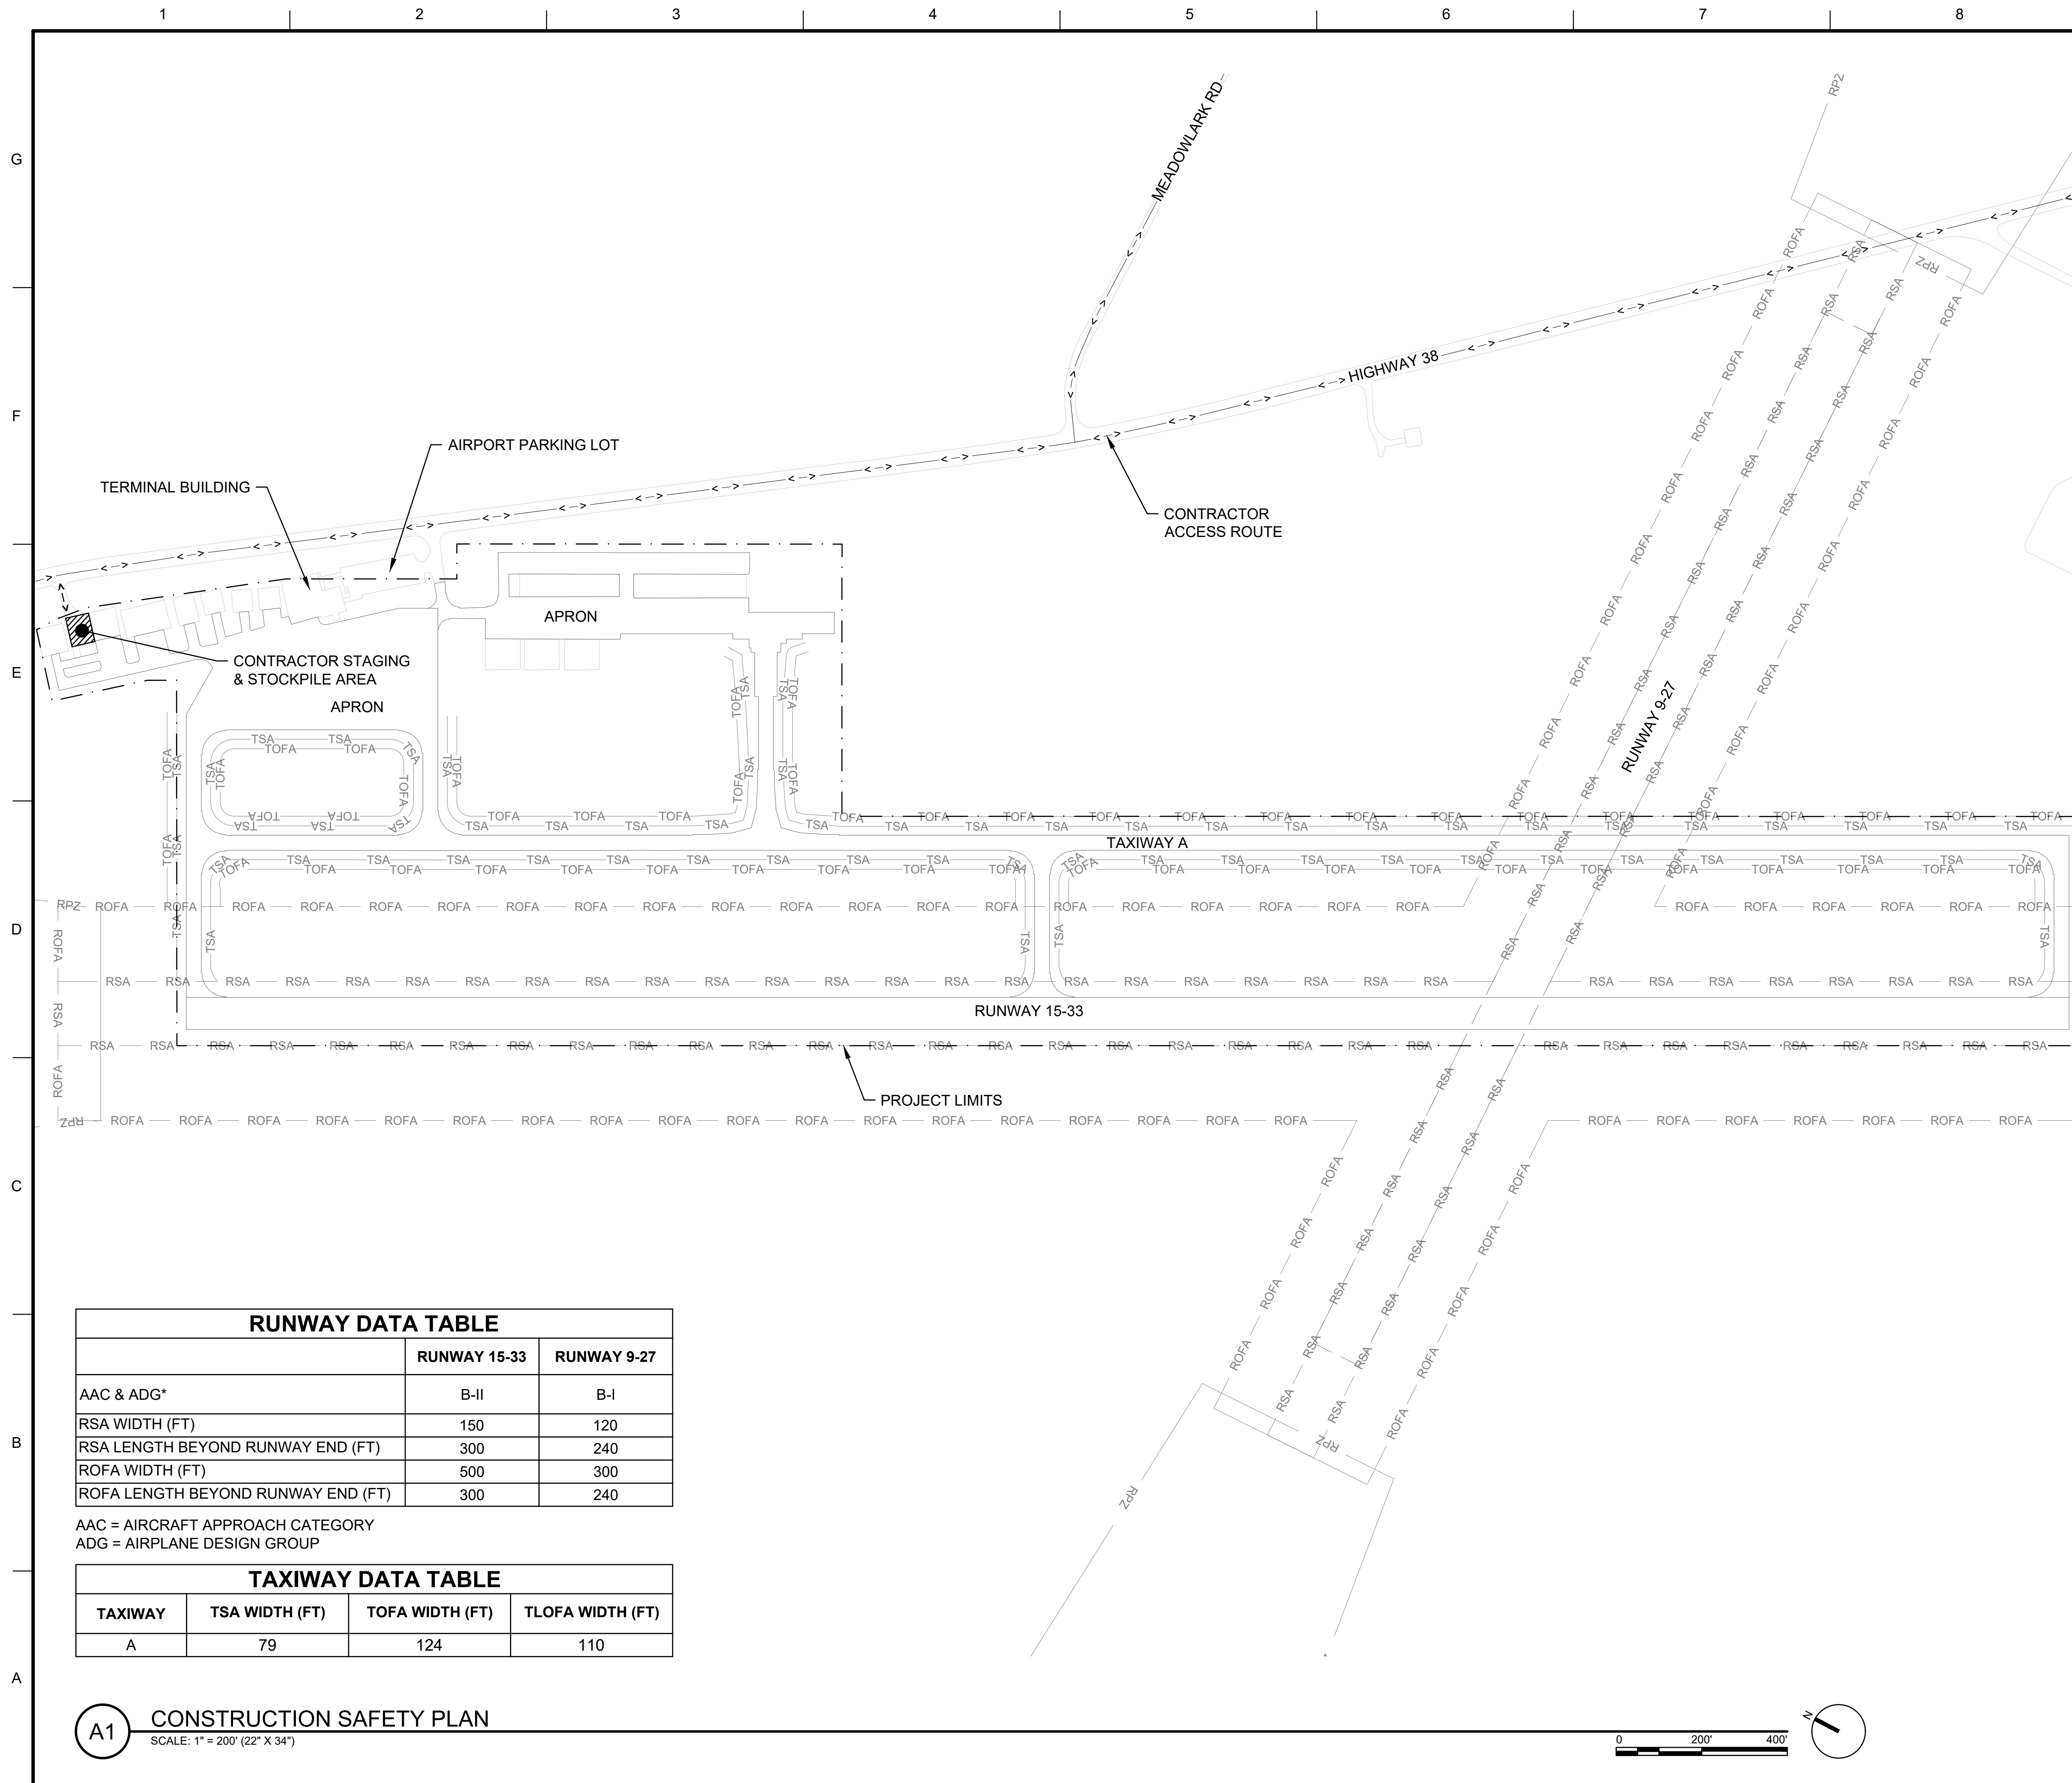 1 2 3 4 5 6 7 8
G
F
E
D
C
B
A
MEADOWLARK RD
RPZ
HIGHWAY 38
AIRPORT PARKING LOT
TERMINAL BUILDING
CONTRACTOR
ACCESS ROUTE
APRON
CONTRACTOR STAGING
& STOCKPILE AREA
APRON
RUNWAY 9-27
TSA
TOFA
TAXIWAY A
ROFA
RSA
RUNWAY 15-33
PROJECT LIMITS
RPZ
RUNWAY DATA TABLE
RUNWAY 15-33 RUNWAY 9-27
AAC & ADG* B-II B-I
RSA WIDTH (FT) 150 120
RSA LENGTH BEYOND RUNWAY END (FT) 300 240
ROFA WIDTH (FT) 500 300
ROFA LENGTH BEYOND RUNWAY END (FT) 300 240
AAC = AIRCRAFT APPROACH CATEGORY
ADG = AIRPLANE DESIGN GROUP
TAXIWAY DATA TABLE
TAXIWAY TSA WIDTH (FT) TOFA WIDTH (FT) TLOFA WIDTH (FT)
A 79 124 110
A1 CONSTRUCTION SAFETY PLAN
SCALE: 1" = 200' (22" X 34")
0 200' 400'
N